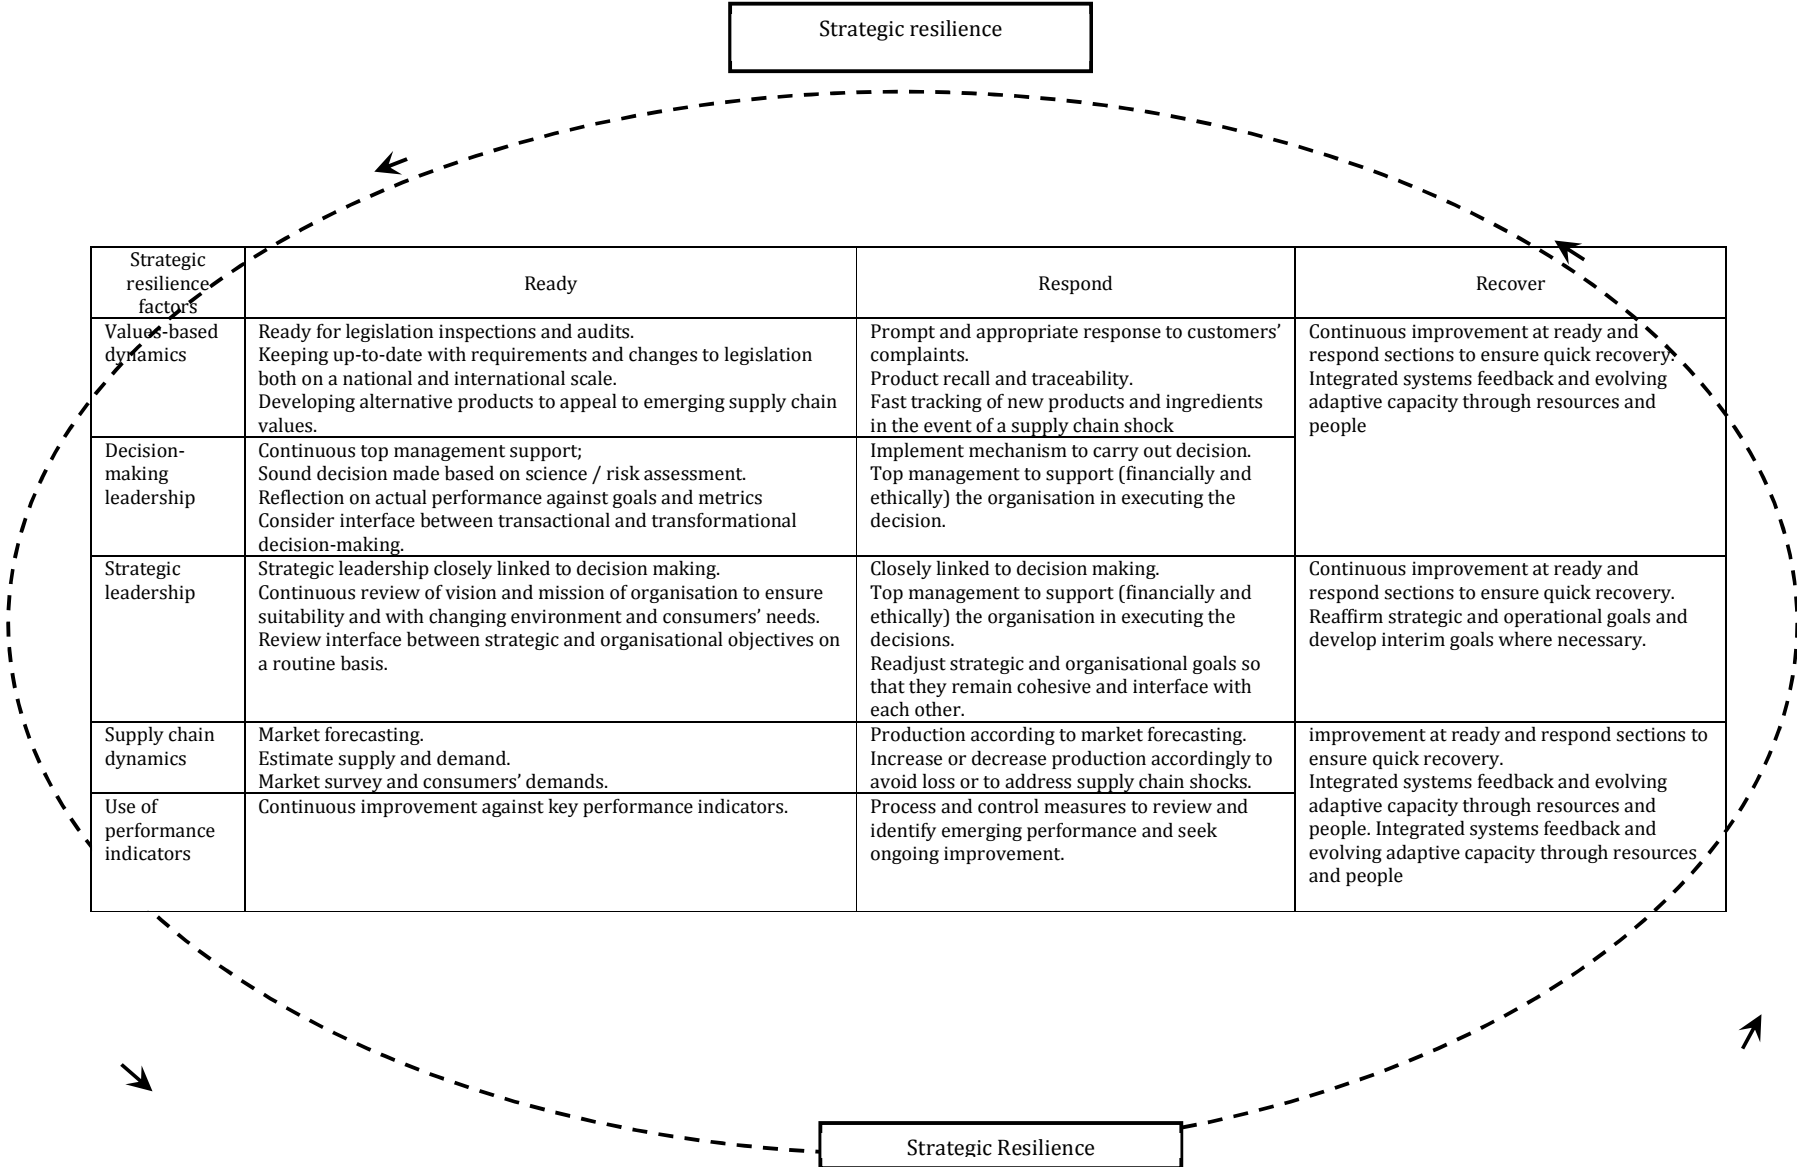 Strategic resilience
Strategic
resilience
factors
Ready
Respond
Recover
Values-based
dynamics
Ready for legislation inspections and audits.
Keeping up-to-date with requirements and changes to legislation
both on a national and international scale.
Developing alternative products to appeal to emerging supply chain
values.
Prompt and appropriate response to customers’
complaints.
Product recall and traceability.
Fast tracking of new products and ingredients
in the event of a supply chain shock
Continuous improvement at ready and
respond sections to ensure quick recovery.
Integrated systems feedback and evolving
adaptive capacity through resources and
people
Decision-
making
leadership
Continuous top management support;
Sound decision made based on science / risk assessment.
Reflection on actual performance against goals and metrics
Consider interface between transactional and transformational
decision-making.
Implement mechanism to carry out decision.
Top management to support (financially and
ethically) the organisation in executing the
decision.
Strategic
leadership
Strategic leadership closely linked to decision making.
Continuous review of vision and mission of organisation to ensure
suitability and with changing environment and consumers’ needs.
Review interface between strategic and organisational objectives on
a routine basis.
Closely linked to decision making.
Top management to support (financially and
ethically) the organisation in executing the
decisions.
Readjust strategic and organisational goals so
that they remain cohesive and interface with
each other.
Continuous improvement at ready and
respond sections to ensure quick recovery.
Reaffirm strategic and operational goals and
develop interim goals where necessary.
Supply chain
dynamics
Market forecasting.
Estimate supply and demand.
Market survey and consumers’ demands.
Production according to market forecasting.
Increase or decrease production accordingly to
avoid loss or to address supply chain shocks.
improvement at ready and respond sections to
ensure quick recovery.
Integrated systems feedback and evolving
adaptive capacity through resources and
people. Integrated systems feedback and
evolving adaptive capacity through resources
and people
Use of
performance
indicators
Continuous improvement against key performance indicators.
Process and control measures to review and
identify emerging performance and seek
ongoing improvement.
Strategic Resilience